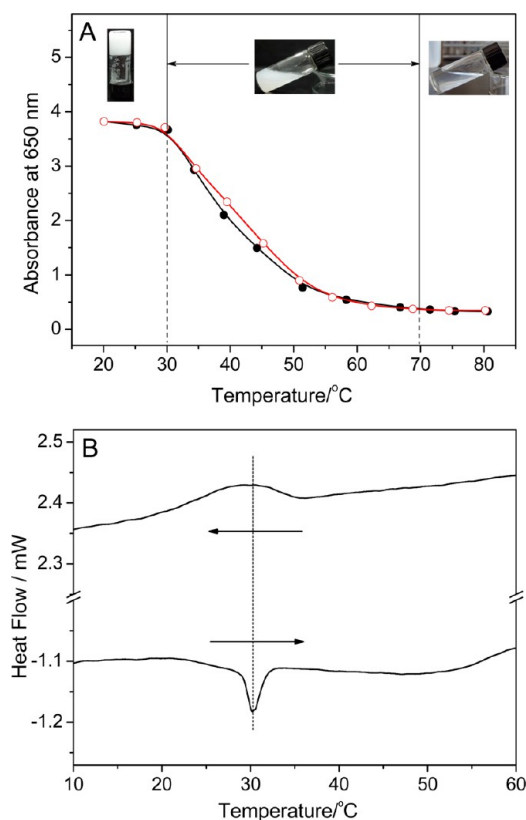 A
5
4
3
2
1
0
Absorbance at 650 nm
20 30 40 50 60 70 80
Temperature/°C
B
2.5
2.4
2.3
-1.1
-1.2
Heat Flow / mW
10 20 30 40 50 60
Temperature/°C